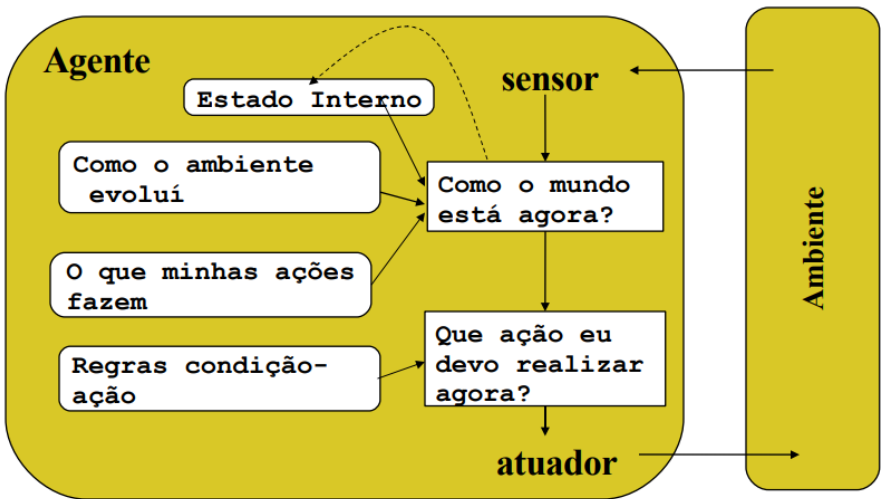 Agente
sensor
Estado Interno
Como o ambiente
evoluí
Como o mundo
está agora?
O que minhas ações
fazem
Que ação eu
devo realizar
agora?
Regras condição-
ação
atuador
Ambiente